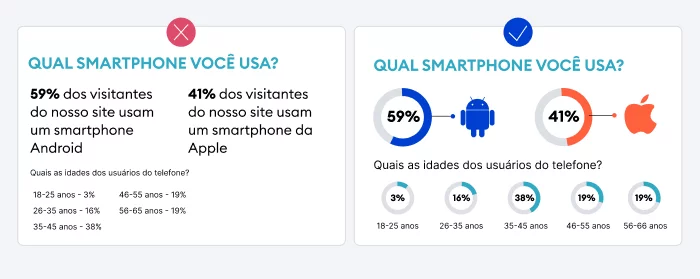 QUAL SMARTPHONE VOCÊ USA?
59% dos visitantes
do nosso site usam
um smartphone
Android
41% dos visitantes
do nosso site usam
um smartphone da
Apple
Quais as idades dos usuários do telefone?
18-25 anos - 3%
26-35 anos - 16%
35-45 anos - 38%
46-55 anos - 19%
56-65 anos - 19%
QUAL SMARTPHONE VOCÊ USA?
59%
41%
Quais as idades dos usuários do telefone?
3%
16%
38%
19%
19%
18-25 anos
26-35 anos
35-45 anos
46-55 anos
56-66 anos